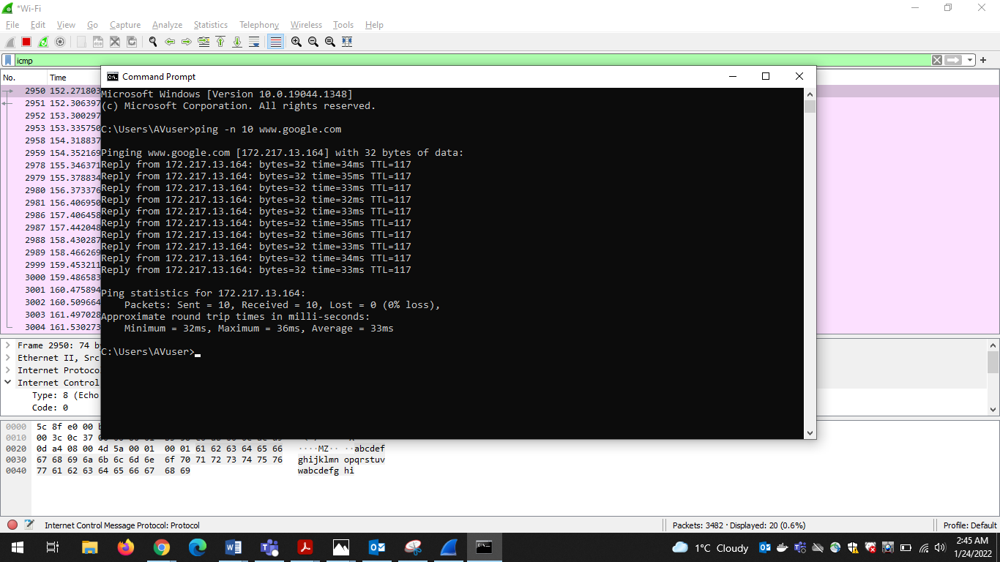 *Wi-Fi
File Edit View Go Capture Analyze Statistics Telephony Wireless Tools Help
icmp
No. Time
2950 152.271803
2951 152.306397
2952 153.300297
2953 153.335750
2958 154.318837
2959 154.352169
2978 155.346371
2979 155.378834
2980 156.373376
2981 156.406950
2986 157.406458
2987 157.442048
2988 158.430287
2989 158.466269
2999 159.453211
3000 159.486583
3001 160.475894
3002 160.509664
3003 161.497028
3004 161.530273
Command Prompt
Microsoft Windows [Version 10.0.19044.1348]
(c) Microsoft Corporation. All rights reserved.
C:\Users\AVuser>ping -n 10 www.google.com
Pinging www.google.com [172.217.13.164] with 32 bytes of data:
Reply from 172.217.13.164: bytes=32 time=34ms TTL=117
Reply from 172.217.13.164: bytes=32 time=35ms TTL=117
Reply from 172.217.13.164: bytes=32 time=33ms TTL=117
Reply from 172.217.13.164: bytes=32 time=32ms TTL=117
Reply from 172.217.13.164: bytes=32 time=33ms TTL=117
Reply from 172.217.13.164: bytes=32 time=35ms TTL=117
Reply from 172.217.13.164: bytes=32 time=36ms TTL=117
Reply from 172.217.13.164: bytes=32 time=33ms TTL=117
Reply from 172.217.13.164: bytes=32 time=34ms TTL=117
Reply from 172.217.13.164: bytes=32 time=33ms TTL=117
Ping statistics for 172.217.13.164:
Packets: Sent = 10, Received = 10, Lost = 0 (0% loss),
Approximate round trip times in milli-seconds:
Minimum = 32ms, Maximum = 36ms, Average = 33ms
C:\Users\AVuser>
Frame 2950: 74 b
Ethernet II, Src
Internet Protoco
Internet Control
Type: 8 (Echo
Code: 0
0000 5c 8f e0 00
0010 00 3c 0c 37
0020 0d a4 08 00 4d 5a 00 01 00 01 61 62 63 64 65 66 ····MZ·· ··abcdef
0030 67 68 69 6a 6b 6c 6d 6e 6f 70 71 72 73 74 75 76 ghijklmn opqrstuv
0040 77 61 62 63 64 65 66 67 68 69 wabcdefg hi
Internet Control Message Protocol: Protocol
Packets: 3482 · Displayed: 20 (0.6%)
Profile: Default
1°C Cloudy
2:45 AM
1/24/2022